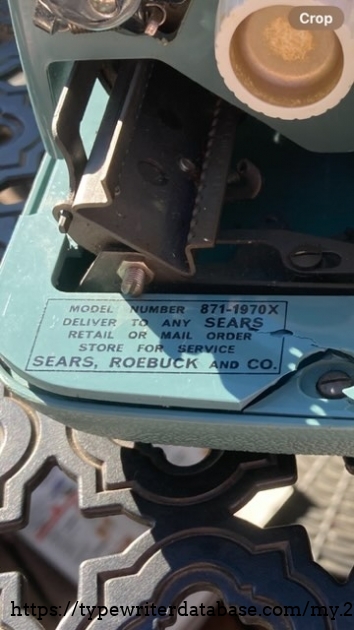 Crop
MODEL NUMBER 871-1970X
DELIVER TO ANY SEARS
RETAIL OR MAIL ORDER
STORE FOR SERVICE
SEARS, ROEBUCK AND CO.
https://typewriterdatabase.com/my.2